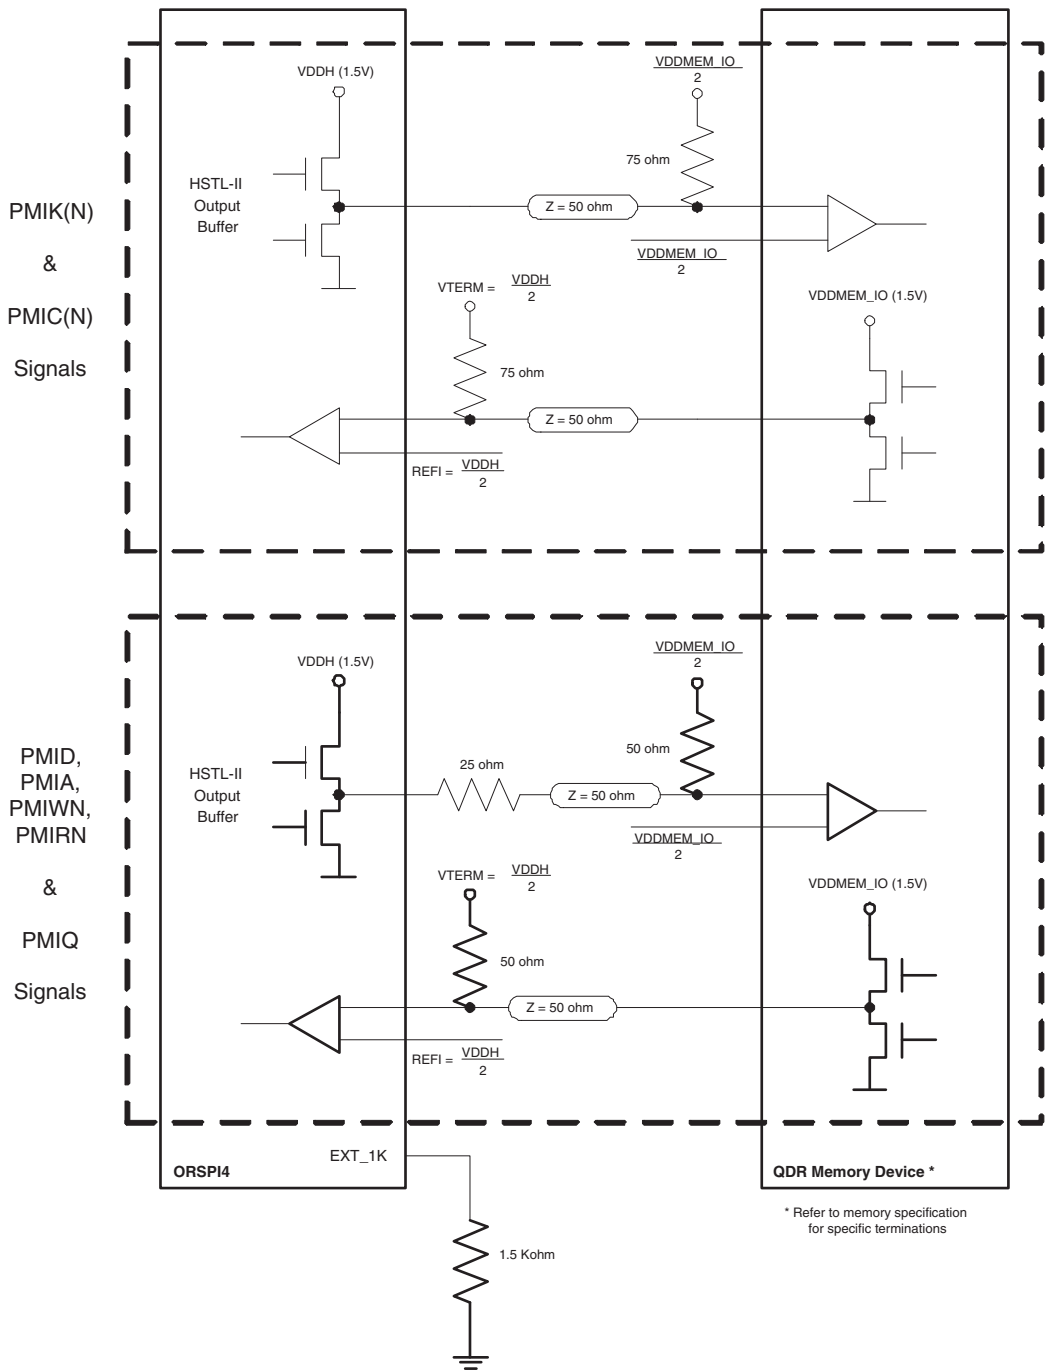 VDDH (1.5V)
VDDMEM_IO
2
75 ohm
HSTL-II
Output
Buffer
Z = 50 ohm
VDDMEM_IO
2
PMIK(N)
&
PMIC(N)
Signals
VTERM = VDDH
2
VDDMEM_IO (1.5V)
75 ohm
Z = 50 ohm
REFI = VDDH
2
VDDH (1.5V)
VDDMEM_IO
2
50 ohm
25 ohm
HSTL-II
Output
Buffer
Z = 50 ohm
VDDMEM_IO
2
PMID,
PMIA,
PMIWN,
PMIRN
&
PMIQ
Signals
VTERM = VDDH
2
VDDMEM_IO (1.5V)
50 ohm
Z = 50 ohm
REFI = VDDH
2
EXT_1K
ORSPI4
QDR Memory Device *
* Refer to memory specification
for specific terminations
1.5 Kohm